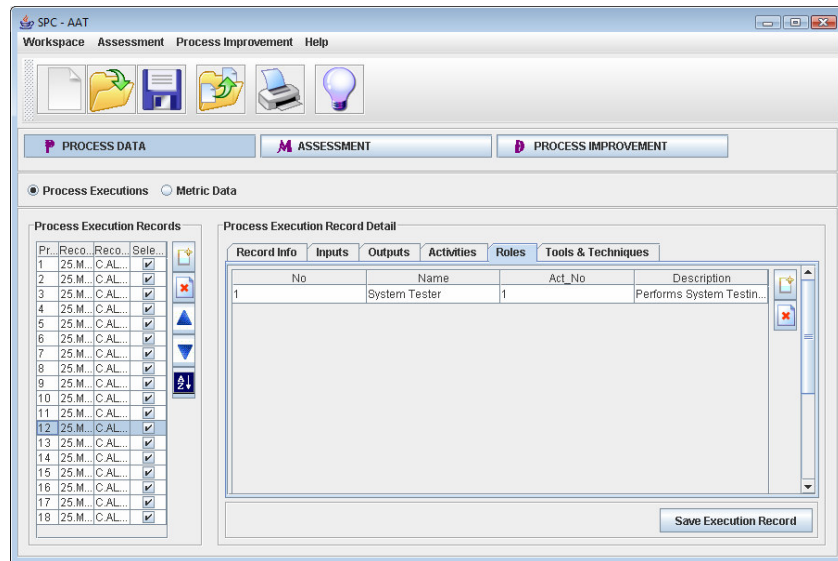 SPC - AAT
Workspace Assessment Process Improvement Help
P PROCESS DATA M ASSESSMENT D PROCESS IMPROVEMENT
Process Executions Metric Data
Process Execution Records Process Execution Record Detail
Record Info Inputs Outputs Activities Roles Tools & Techniques
Pr... Reco... Reco... Sele...
No Name Act_No Description
1 System Tester 1 Performs System Testin...
1 25.M... C.AL...
2 25.M... C.AL...
3 25.M... C.AL...
4 25.M... C.AL...
5 25.M... C.AL...
6 25.M... C.AL...
7 25.M... C.AL...
8 25.M... C.AL...
9 25.M... C.AL...
10 25.M... C.AL...
11 25.M... C.AL...
12 25.M... C.AL...
13 25.M... C.AL...
14 25.M... C.AL...
15 25.M... C.AL...
16 25.M... C.AL...
17 25.M... C.AL...
18 25.M... C.AL...
A Z
Save Execution Record